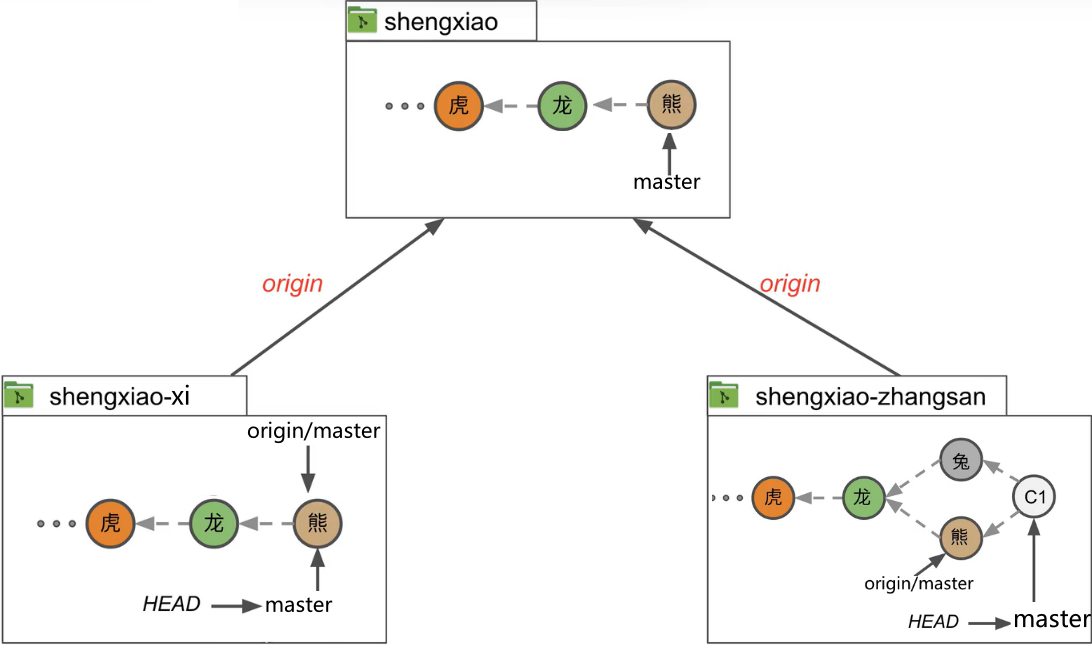 shengxiao
虎 龙 熊
master
origin origin
shengxiao-xi
origin/master
虎 龙 熊
HEAD master
shengxiao-zhangsan
兔
虎 龙 C1
熊
origin/master
HEAD master